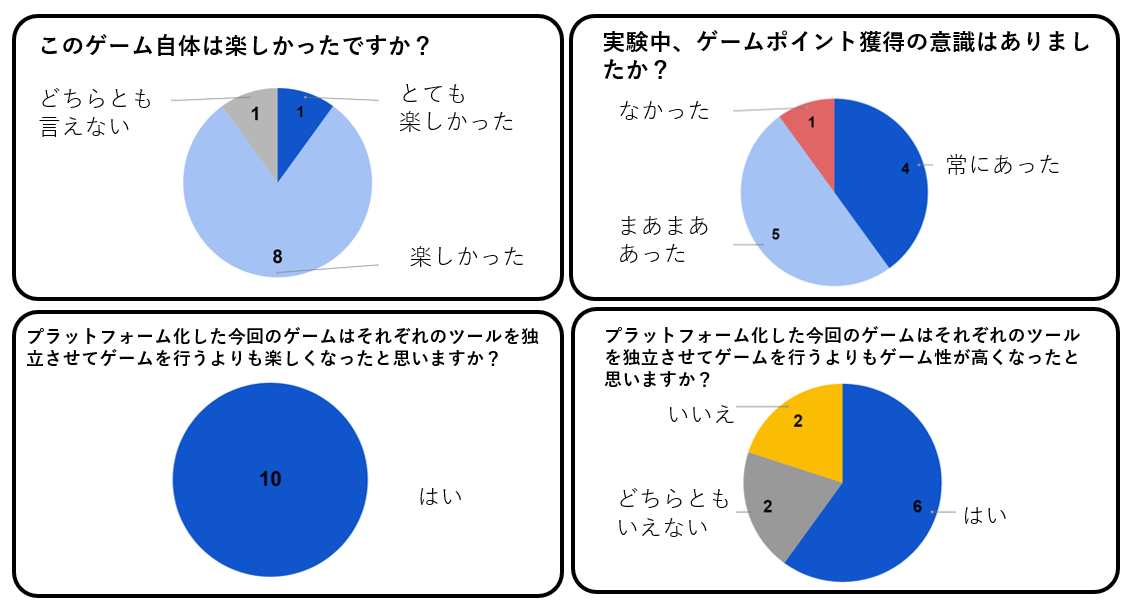 このゲーム自体は楽しかったですか？
どちらとも
言えない
1
1
とても
楽しかった
8
楽しかった
実験中、ゲームポイント獲得の意識はありまし
たか？
なかった
1
4
常にあった
まあまあ
あった
5
プラットフォーム化した今回のゲームはそれぞれのツールを独
立させてゲームを行うよりも楽しくなったと思いますか？
10
はい
プラットフォーム化した今回のゲームはそれぞれのツール
を独立させてゲームを行うよりもゲーム性が高くなったと
思いますか？
いいえ
2
どちらとも
いえない
2
6
はい